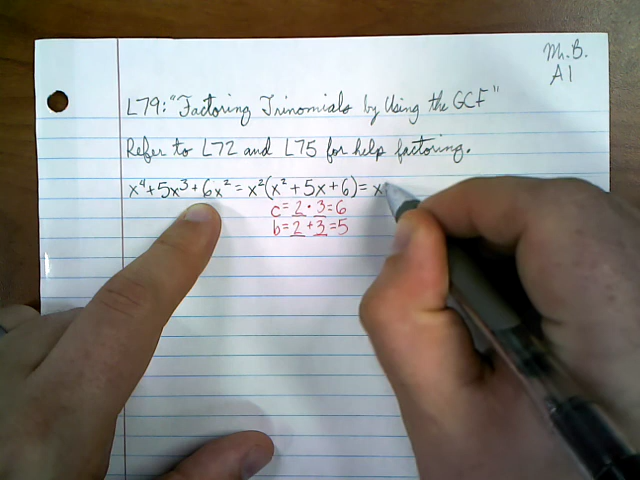 M. B.
A1
L79: "Factoring Trinomials by Using the GCF"
Refer to L72 and L75 for help factoring.
x⁴+5x³+6x² = x²(x²+5x+6) = x
c = 2 · 3 = 6
b = 2 + 3 = 5